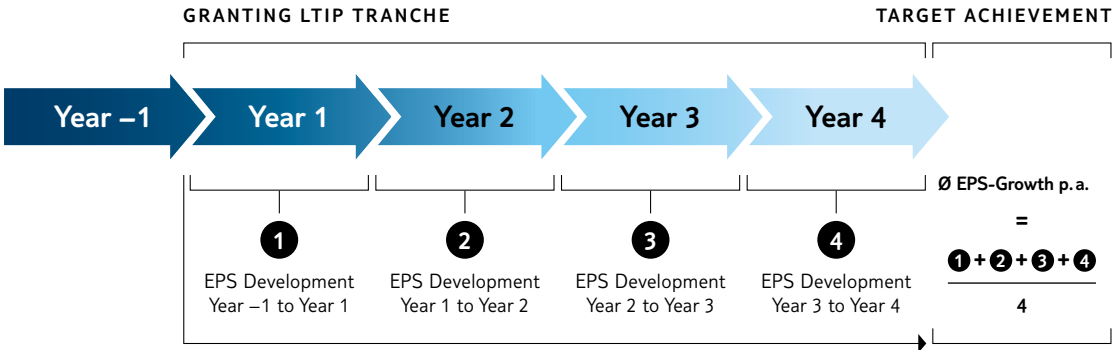 GRANTING LTIP TRANCHE
TARGET ACHIEVEMENT
Year –1
Year 1
Year 2
Year 3
Year 4
1
EPS Development
Year –1 to Year 1
2
EPS Development
Year 1 to Year 2
3
EPS Development
Year 2 to Year 3
4
EPS Development
Year 3 to Year 4
Ø EPS-Growth p. a.
=
1 + 2 + 3 + 4
4